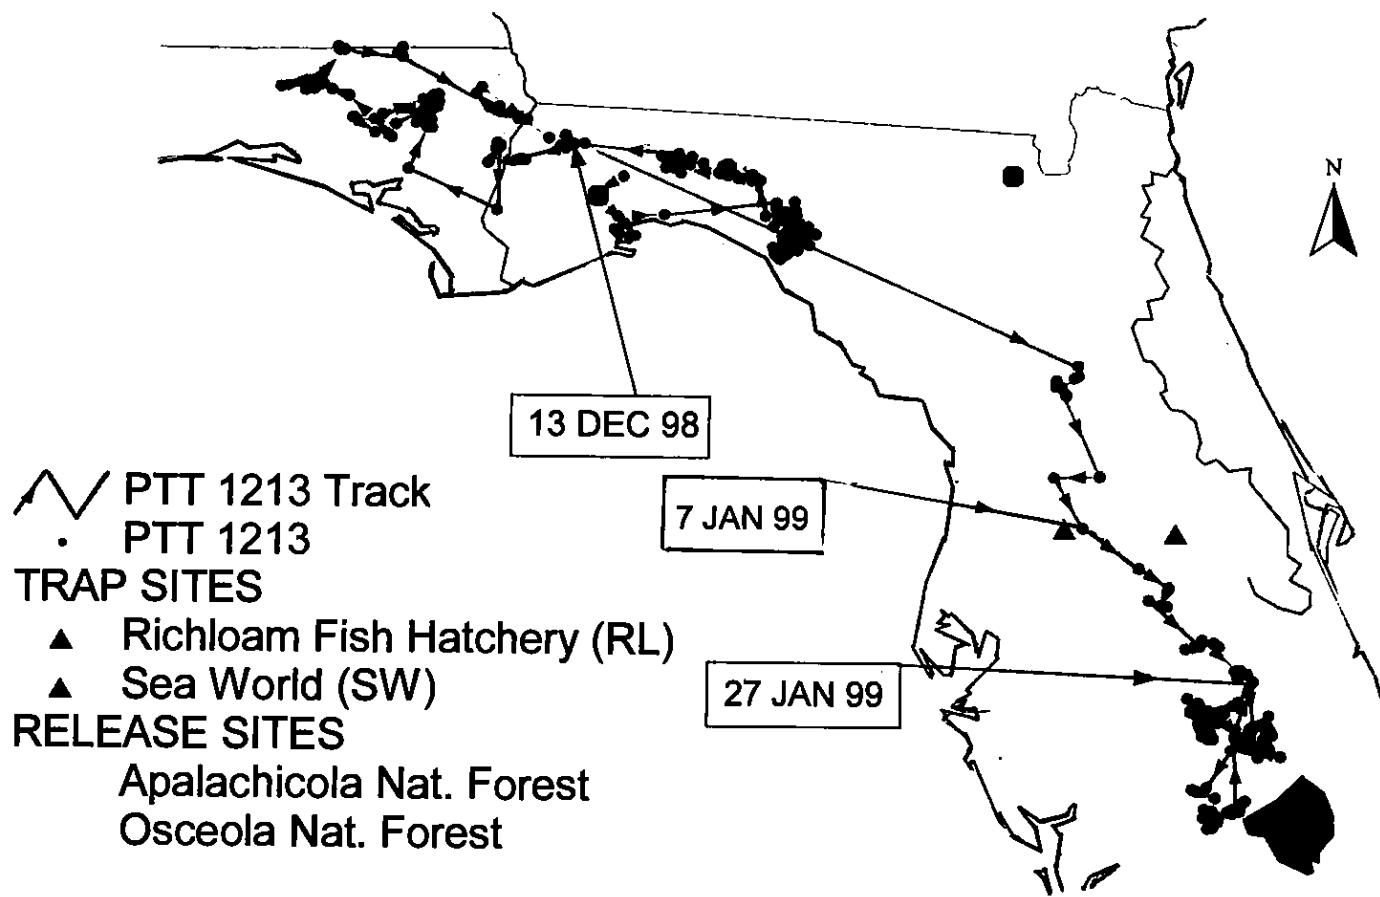 N
13 DEC 98
7 JAN 99
27 JAN 99
PTT 1213 Track
PTT 1213
TRAP SITES
Richloam Fish Hatchery (RL)
Sea World (SW)
RELEASE SITES
Apalachicola Nat. Forest
Osceola Nat. Forest